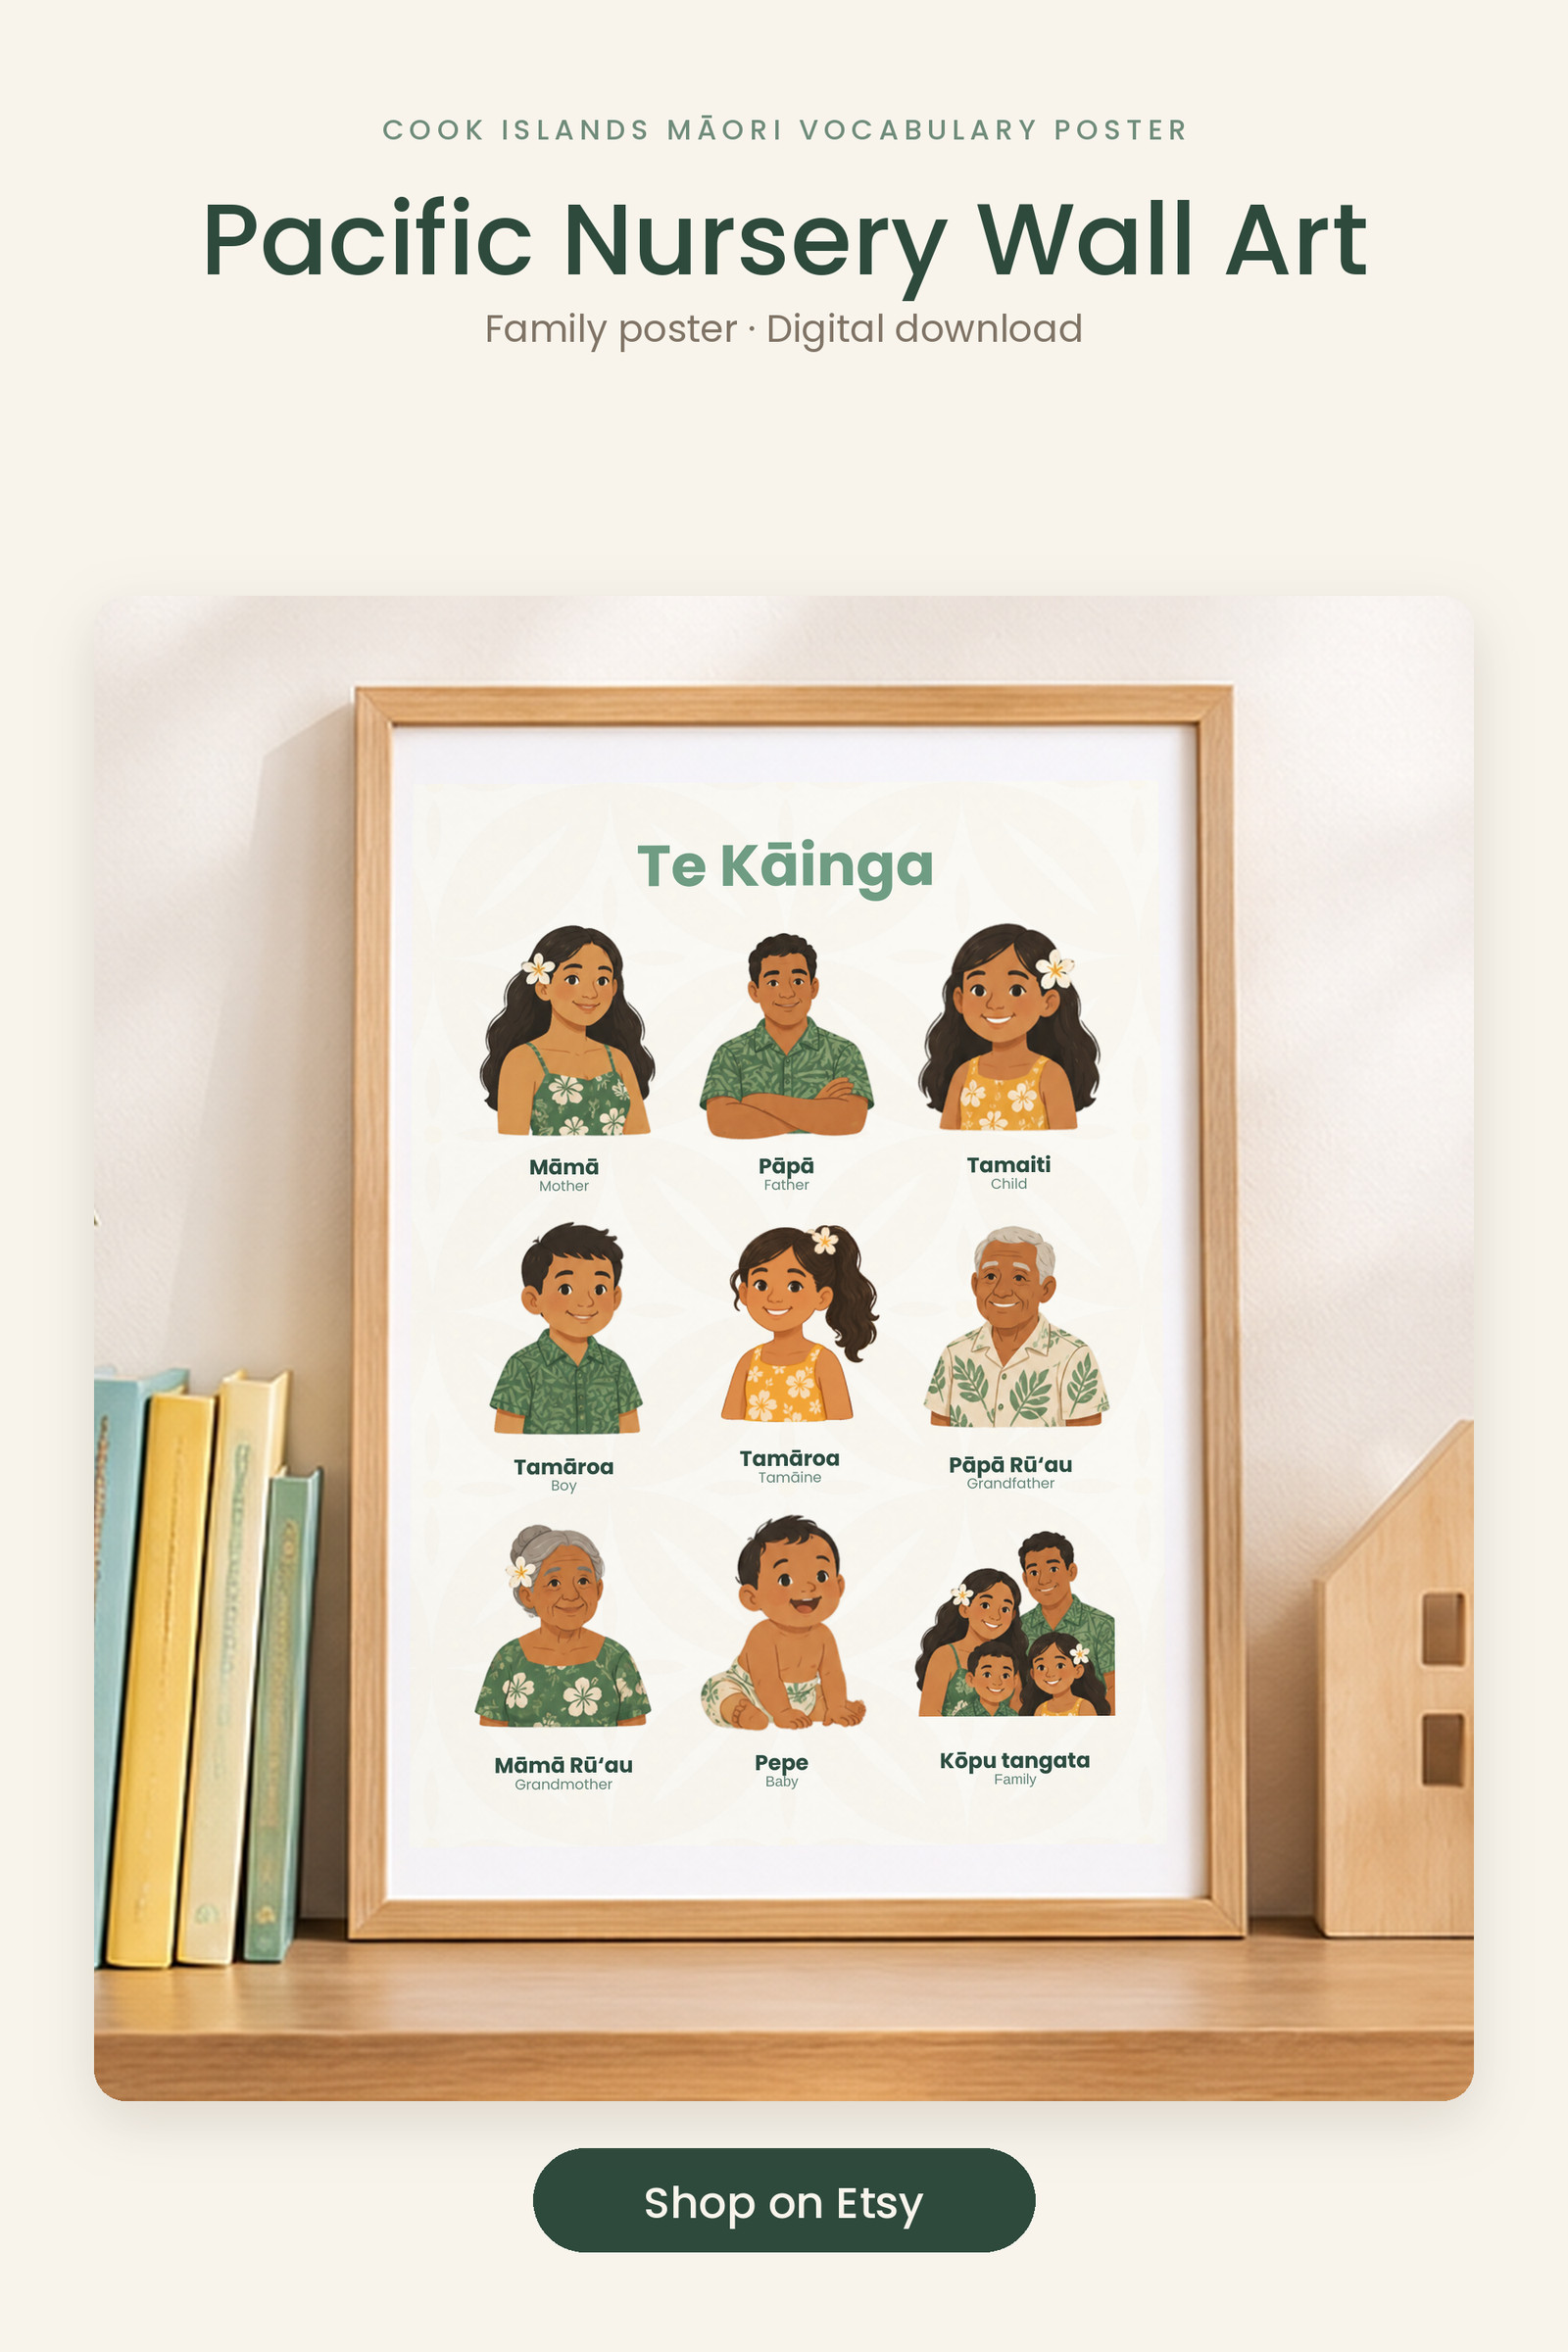 COOK ISLANDS MĀORI VOCABULARY POSTER
Pacific Nursery Wall Art
Family poster · Digital download
Te Kāinga
Māmā
Mother
Pāpā
Father
Tamaiti
Child
Tamāroa
Boy
Tamāroa
Tamāine
Pāpā Rū‘au
Grandfather
Māmā Rū‘au
Grandmother
Pepe
Baby
Kōpu tangata
Family
Shop on Etsy